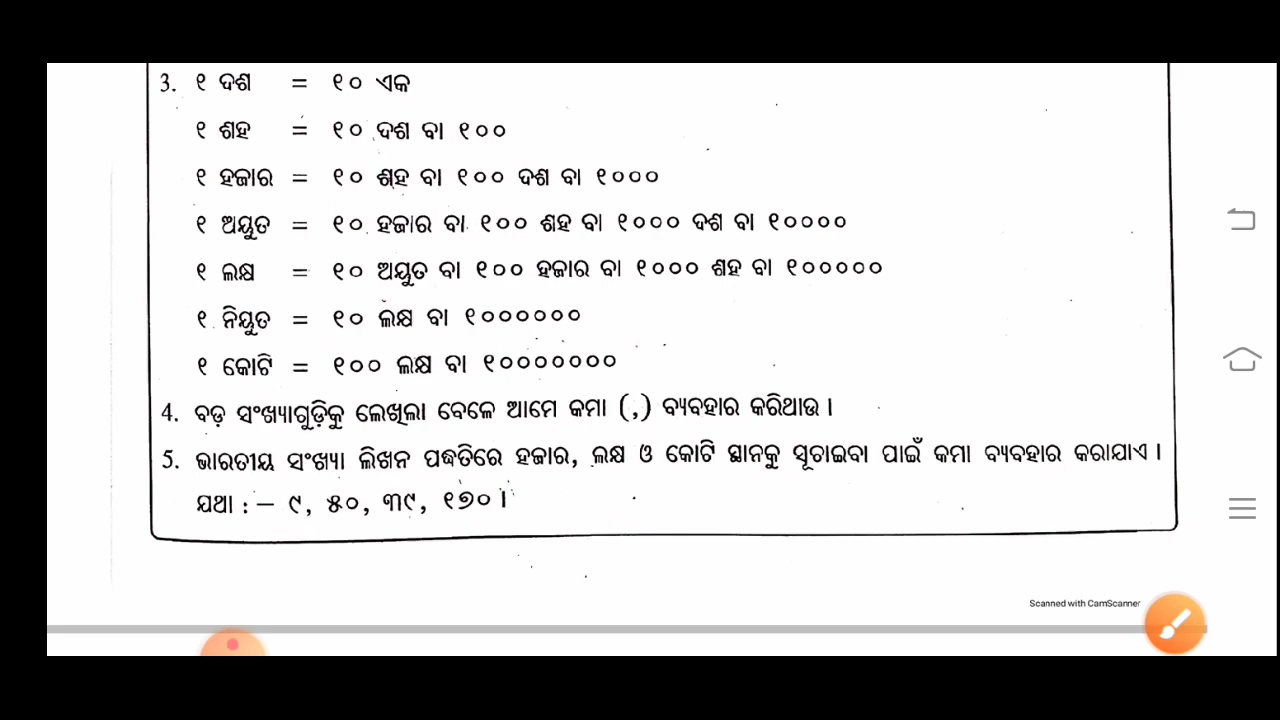 3. ୧ ଦଶ = ୧୦ ଏକ
୧ ଶହ = ୧୦ ଦଶ ବା ୧୦୦
୧ ହଜାର = ୧୦ ଶହ ବା ୧୦୦ ଦଶ ବା ୧୦୦୦
୧ ଅୟୁତ = ୧୦ ହଜାର ବା ୧୦୦ ଶହ ବା ୧୦୦୦ ଦଶ ବା ୧୦୦୦୦
୧ ଲକ୍ଷ = ୧୦ ଅୟୁତ ବା ୧୦୦ ହଜାର ବା ୧୦୦୦ ଶହ ବା ୧୦୦୦୦୦
୧ ନିୟୁତ = ୧୦ ଲକ୍ଷ ବା ୧୦୦୦୦୦୦
୧ କୋଟି = ୧୦୦ ଲକ୍ଷ ବା ୧୦୦୦୦୦୦୦
4. ବଡ଼ ସଂଖ୍ୟାଗୁଡ଼ିକୁ ଲେଖିଲା ବେଳେ ଆମେ କମା (,) ବ୍ୟବହାର କରିଥାଉ ।
5. ଭାରତୀୟ ସଂଖ୍ୟା ଲିଖନ ପଦ୍ଧତିରେ ହଜାର, ଲକ୍ଷ ଓ କୋଟି ସ୍ଥାନକୁ ସୂଚାଇବା ପାଇଁ କମା ବ୍ୟବହାର କରାଯାଏ ।
ଯଥା : – ୯, ୫୦, ୩୯, ୧୭୦ ।
Scanned with CamScanner